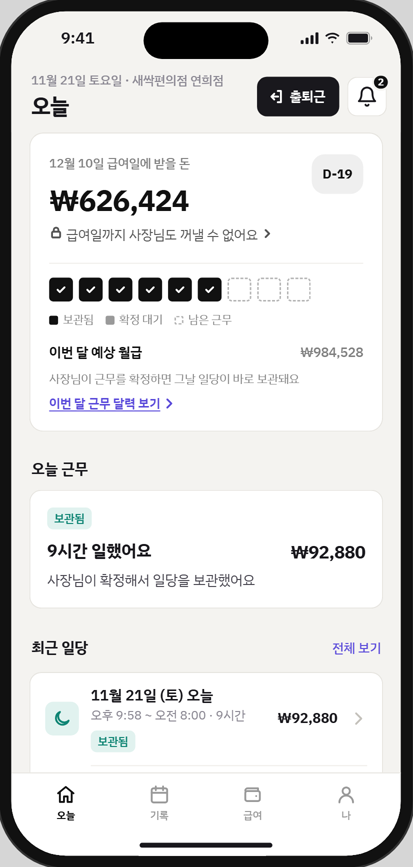 9:41
11월 21일 토요일 · 새싹편의점 연희점
오늘
출퇴근
2
12월 10일 급여일에 받을 돈
D-19
₩626,424
급여일까지 사장님도 꺼낼 수 없어요
보관됨 확정 대기 남은 근무
이번 달 예상 월급 ₩984,528
사장님이 근무를 확정하면 그날 일당이 바로 보관돼요
이번 달 근무 달력 보기
오늘 근무
보관됨
9시간 일했어요 ₩92,880
사장님이 확정해서 일당을 보관했어요
최근 일당 전체 보기
11월 21일 (토) 오늘
오후 9:58 ~ 오전 8:00 · 9시간 ₩92,880
보관됨
오늘 기록 급여 나